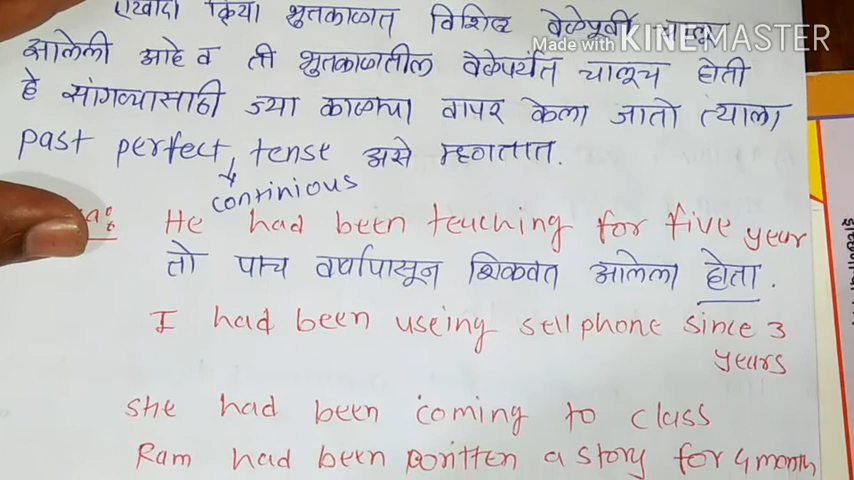 एखादी क्रिया भुतकाळात विशिष्ट वेळेपूर्वी चालू
Made with KINEMASTER
झालेली आहे व ती भुतकाळातील वेळेपर्यंत चालूच होती
हे सांगण्यासाठी ज्या काळाचा वापर केला जातो त्याला
past perfect, tense असे म्हणतात.
continious
He had been teaching for five year
तो पाच वर्षापासून शिकवत आलेला होता.
I had been useing sell phone since 3
years
she had been coming to class
Ram had been written a story for 4 month